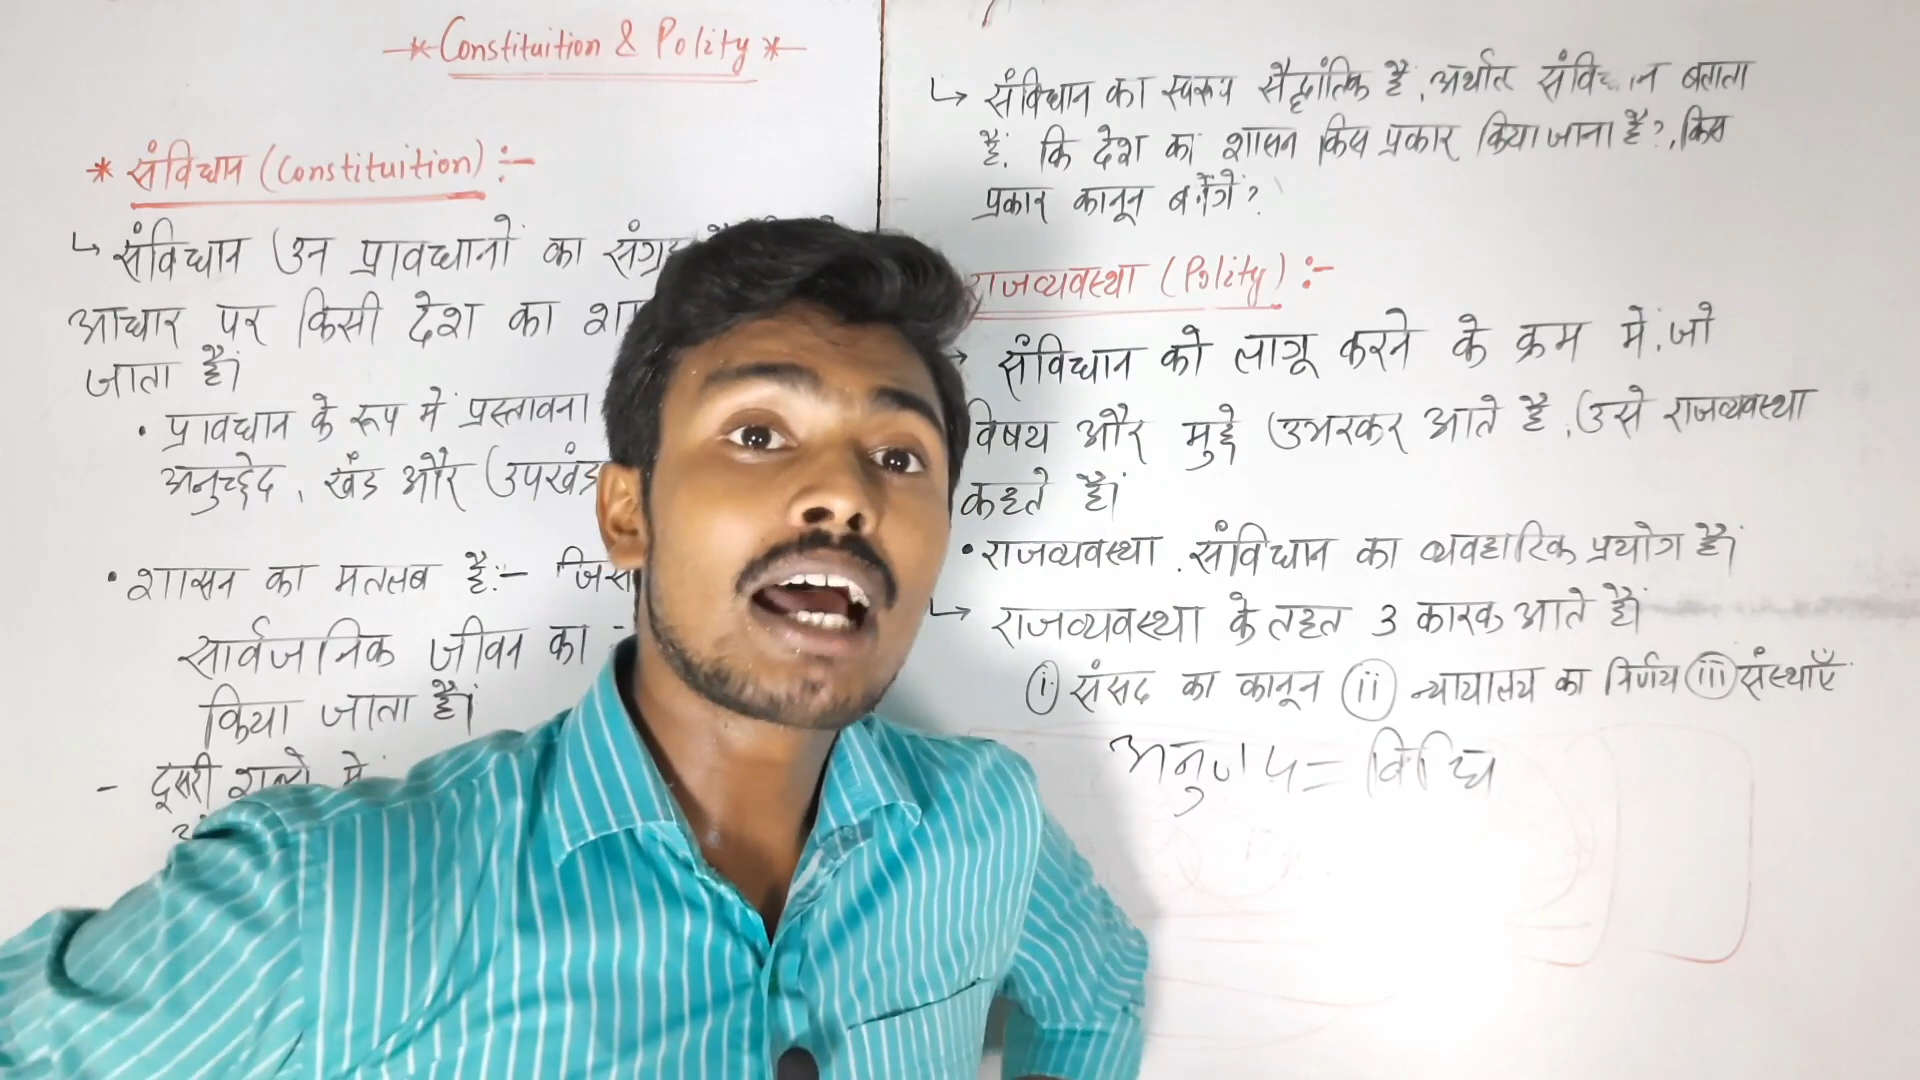 Constituition & Polity
* संविधान (Constituition) :-
↳ संविधान उन प्रावधानों का संग्रह
आधार पर किसी देश का
जाता है।
• प्रावधान के रूप में प्रस्तावना
अनुच्छेद, खंड और उपखंड
• शासन का मतलब है:-
सार्वजनिक जीवन का
किया जाता है।
- दूसरी शब्दो में
↳ संविधान का स्वरूप सैद्धांतिक है, अर्थात संविधान बताता
है. कि देश का शासन किस प्रकार किया जाना है?, किस
प्रकार कानून बनेंगे?
राजव्यवस्था (Polity) :-
संविधान को लागू करने के क्रम में, जो
विषय और मुद्दे उभरकर आते है, उसे राजव्यवस्था
कहते है।
• राजव्यवस्था, संविधान का व्यवहारिक प्रयोग है।
↳ राजव्यवस्था के तहत 3 कारक आते है।
(i) संसद का कानून (ii) न्यायालय का निर्णय (iii) संस्थाएँ
= विधि